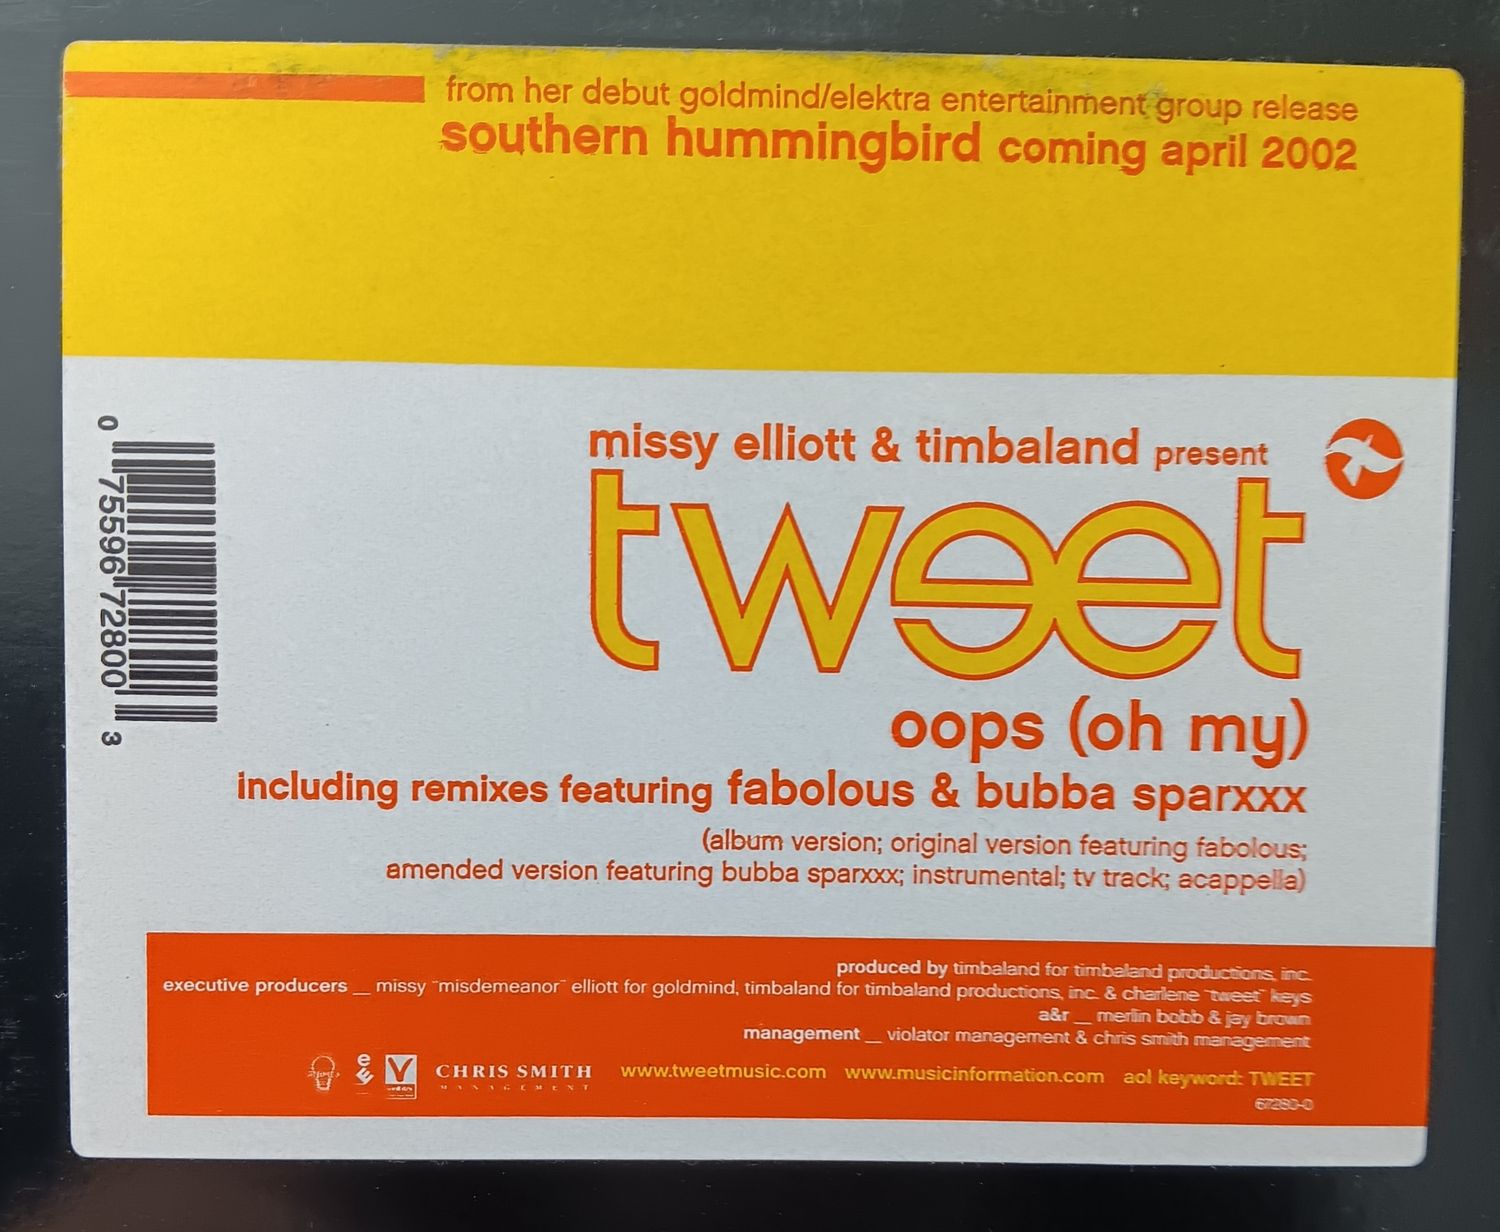 from her debut goldmind/elektra entertainment group release
southern hummingbird coming april 2002
missy elliott & timbaland present
tweet
oops (oh my)
including remixes featuring fabolous & bubba sparxxx
(album version; original version featuring fabolous;
amended version featuring bubba sparxxx; instrumental; tv track; acappella)
0 75596 72800 3
produced by timbaland for timbaland productions, inc.
executive producers _ missy "misdemeanor" elliott for goldmind, timbaland for timbaland productions, inc. & charlene "tweet" keys
a&r _ merlin bobb & jay brown
management _ violator management & chris smith management
CHRIS SMITH
MANAGEMENT
www.tweetmusic.com www.musicinformation.com aol keyword: TWEET
67280-0